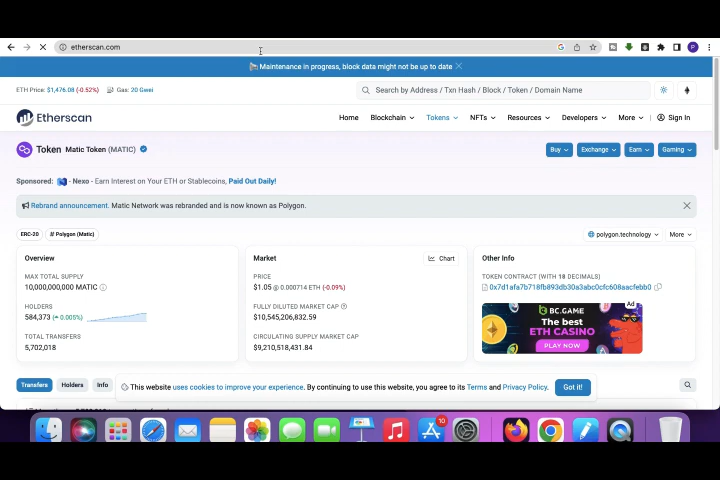 etherscan.com
P
Maintenance in progress, block data might not be up to date
ETH Price: $1,476.08 (-0.52%) Gas: 20 Gwei
Search by Address / Txn Hash / Block / Token / Domain Name
Etherscan
Home Blockchain Tokens NFTs Resources Developers More | Sign In
Token Matic Token (MATIC)
Buy Exchange Earn Gaming
Sponsored: - Nexo - Earn Interest on Your ETH or Stablecoins, Paid Out Daily!
Rebrand announcement. Matic Network was rebranded and is now known as Polygon.
ERC-20 # Polygon (Matic)
polygon.technology More
Overview
MAX TOTAL SUPPLY
10,000,000,000 MATIC
HOLDERS
584,373 (0.005%)
TOTAL TRANSFERS
5,702,018
Market
Chart
PRICE
$1.05 @ 0.000714 ETH (-0.09%)
FULLY DILUTED MARKET CAP
$10,545,206,832.59
CIRCULATING SUPPLY MARKET CAP
$9,210,518,431.84
Other Info
TOKEN CONTRACT (WITH 18 DECIMALS)
0x7d1afa7b718fb893db30a3abc0cfc608aacfebb0
Ad
BC.GAME
The best
ETH CASINO
PLAY NOW
Transfers Holders Info
This website uses cookies to improve your experience. By continuing to use this website, you agree to its Terms and Privacy Policy.
Got it!
10